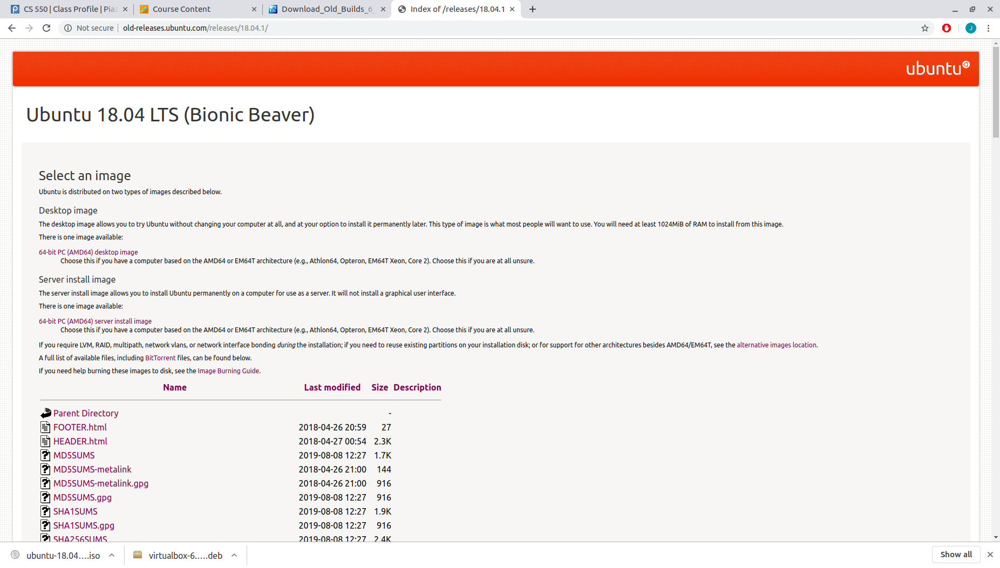 CS 550 | Class Profile | Piaz
Course Content
Download_Old_Builds_6_
Index of /releases/18.04.1
Not secure
old-releases.ubuntu.com/releases/18.04.1/
J
ubuntu
Ubuntu 18.04 LTS (Bionic Beaver)
Select an image
Ubuntu is distributed on two types of images described below.
Desktop image
The desktop image allows you to try Ubuntu without changing your computer at all, and at your option to install it permanently later. This type of image is what most people will want to use. You will need at least 1024MiB of RAM to install from this image.
There is one image available:
64-bit PC (AMD64) desktop image
Choose this if you have a computer based on the AMD64 or EM64T architecture (e.g., Athlon64, Opteron, EM64T Xeon, Core 2). Choose this if you are at all unsure.
Server install image
The server install image allows you to install Ubuntu permanently on a computer for use as a server. It will not install a graphical user interface.
There is one image available:
64-bit PC (AMD64) server install image
Choose this if you have a computer based on the AMD64 or EM64T architecture (e.g., Athlon64, Opteron, EM64T Xeon, Core 2). Choose this if you are at all unsure.
If you require LVM, RAID, multipath, network vlans, or network interface bonding during the installation; if you need to reuse existing partitions on your installation disk; or for support for other architectures besides AMD64/EM64T, see the alternative images location.
A full list of available files, including BitTorrent files, can be found below.
If you need help burning these images to disk, see the Image Burning Guide.
Name Last modified Size Description
Parent Directory -
FOOTER.html 2018-04-26 20:59 27
HEADER.html 2018-04-27 00:54 2.3K
MD5SUMS 2019-08-08 12:27 1.7K
MD5SUMS-metalink 2018-04-26 21:00 144
MD5SUMS-metalink.gpg 2018-04-26 21:00 916
MD5SUMS.gpg 2019-08-08 12:27 916
SHA1SUMS 2019-08-08 12:27 1.9K
SHA1SUMS.gpg 2019-08-08 12:27 916
SHA256SUMS 2019-08-08 12:27 2.4K
ubuntu-18.04....iso
virtualbox-6.....deb
Show all